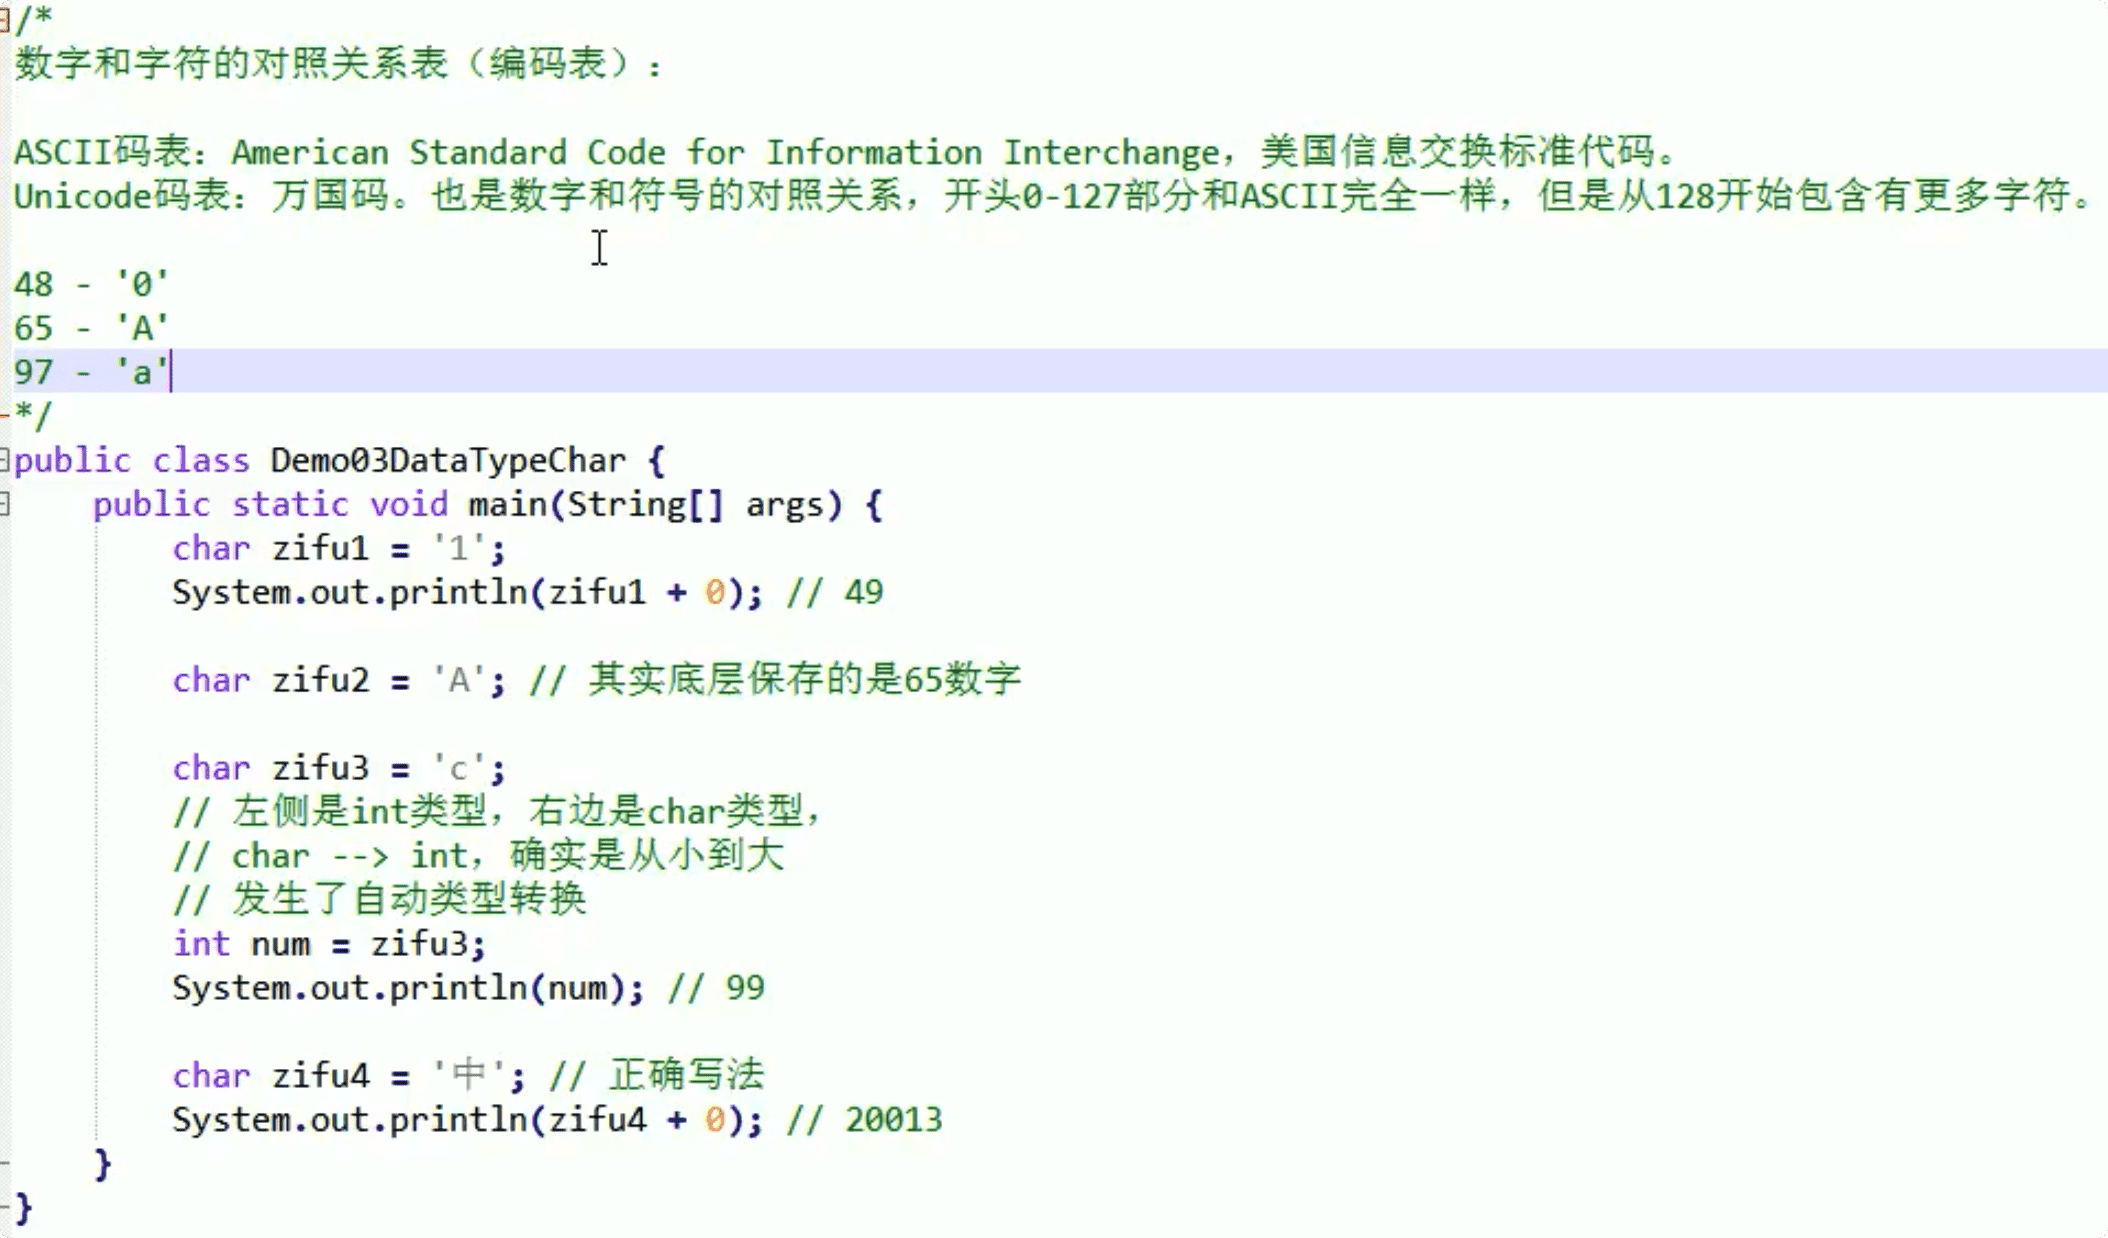 /*
数字和字符的对照关系表（编码表）：
ASCII码表：American Standard Code for Information Interchange，美国信息交换标准代码。
Unicode码表：万国码。也是数字和符号的对照关系，开头0-127部分和ASCII完全一样，但是从128开始包含有更多字符。
48 - '0'
65 - 'A'
97 - 'a'
*/
public class Demo03DataTypeChar {
public static void main(String[] args) {
char zifu1 = '1';
System.out.println(zifu1 + 0); // 49
char zifu2 = 'A'; // 其实底层保存的是65数字
char zifu3 = 'c';
// 左侧是int类型，右边是char类型，
// char --> int，确实是从小到大
// 发生了自动类型转换
int num = zifu3;
System.out.println(num); // 99
char zifu4 = '中'; // 正确写法
System.out.println(zifu4 + 0); // 20013
}
}